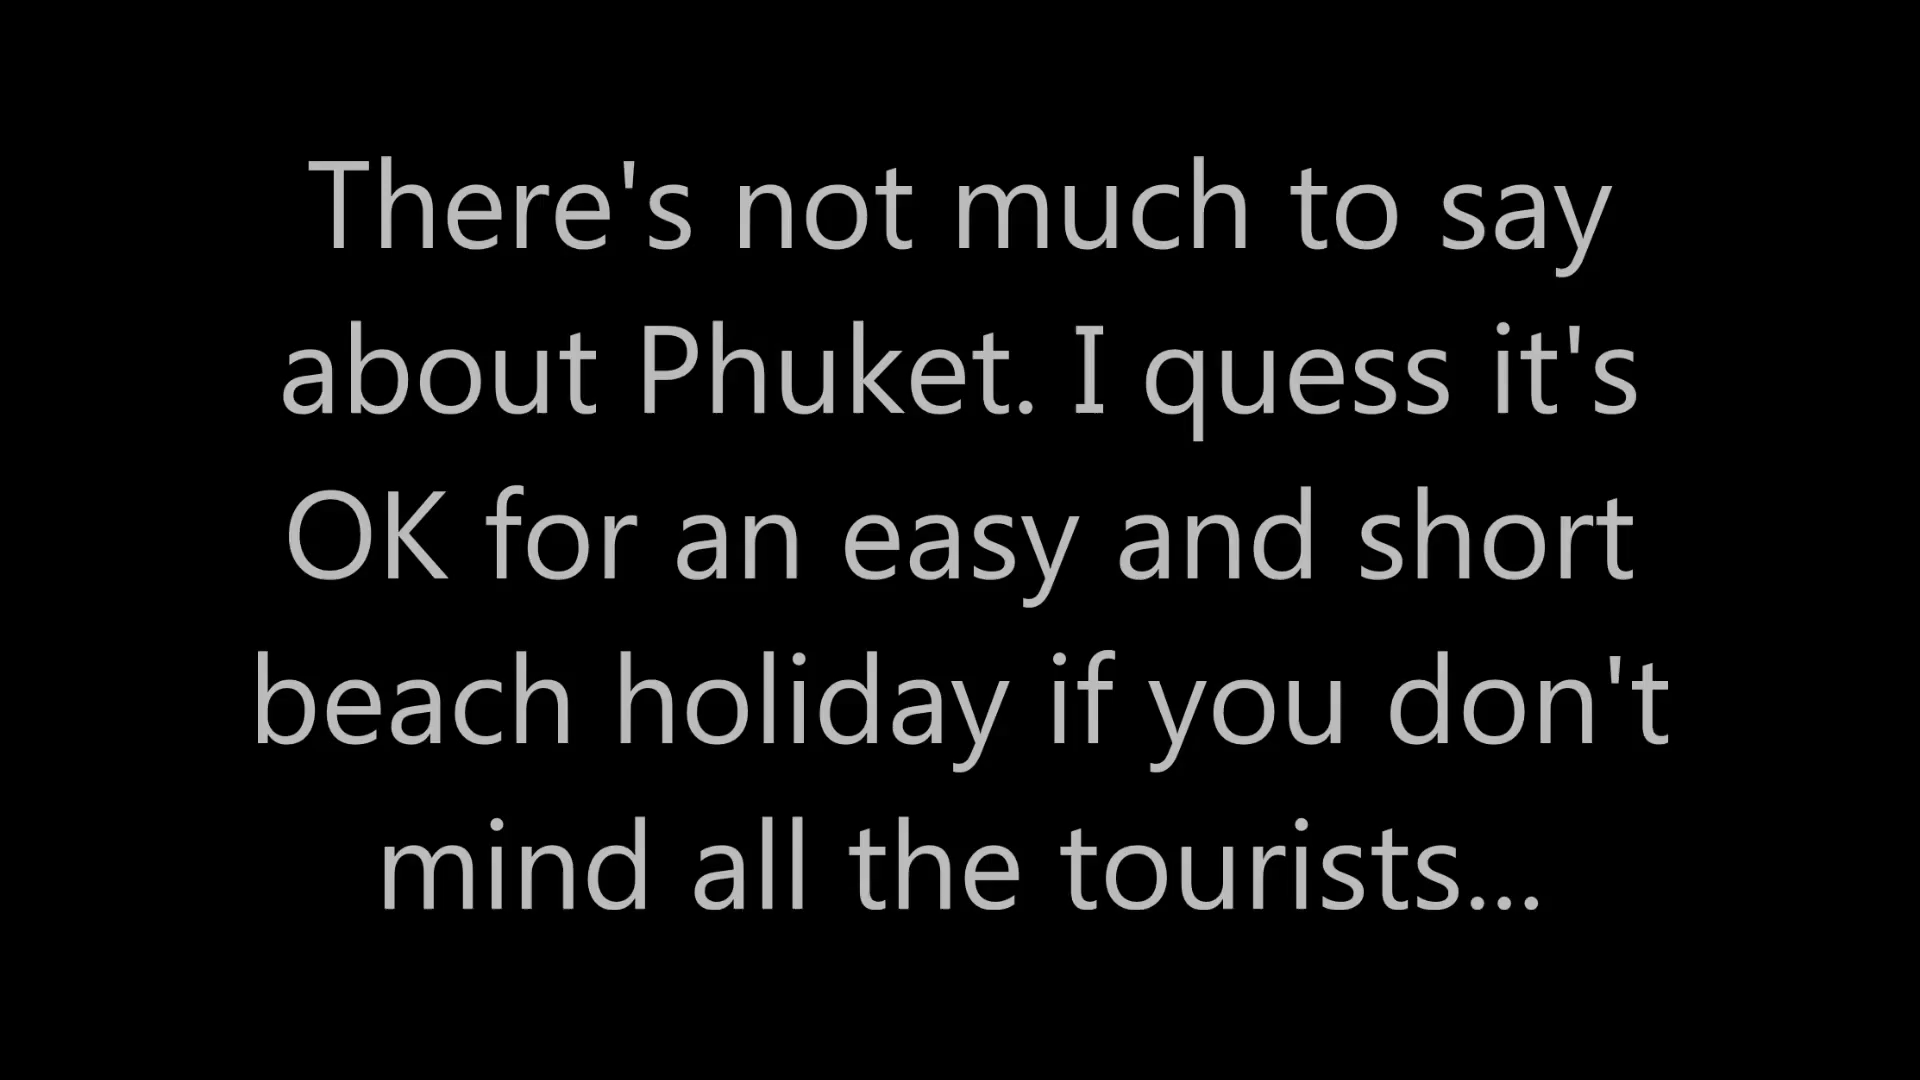 There's not much to say
about Phuket. I quess it's
OK for an easy and short
beach holiday if you don't
mind all the tourists...